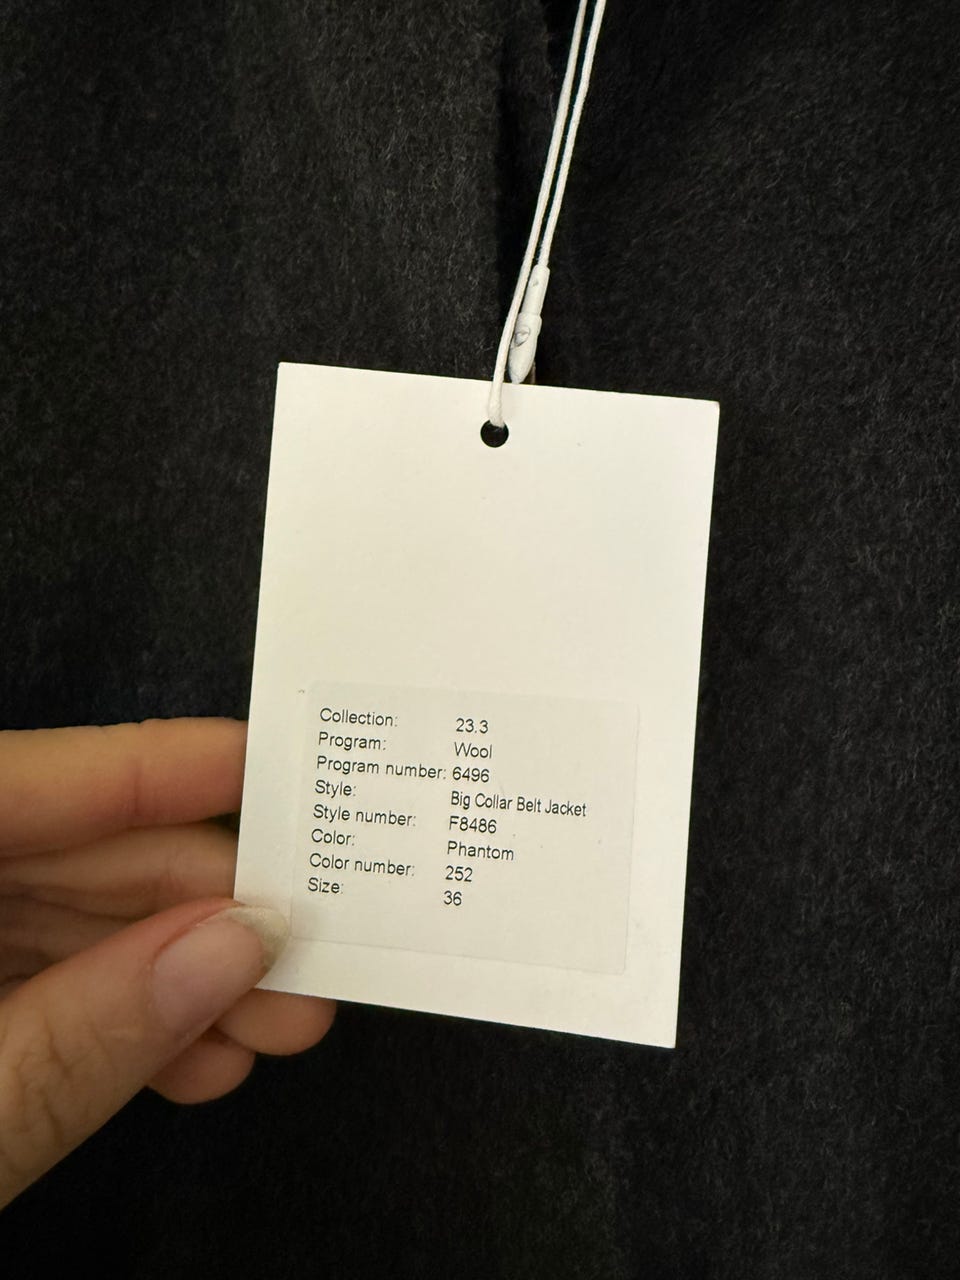 Collection: 23.3
Program: Wool
Program number: 6496
Style: Big Collar Belt Jacket
Style number: F8486
Color: Phantom
Color number: 252
Size: 36